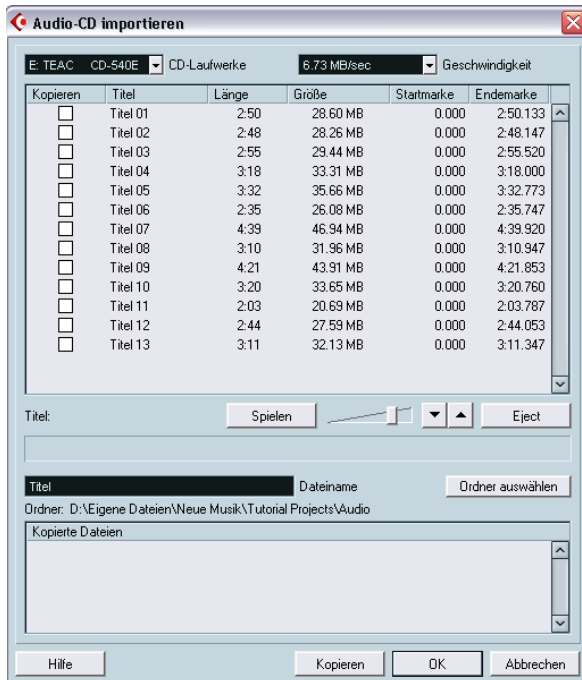 Audio-CD importieren
E: TEAC CD-540E CD-Laufwerke 6.73 MB/sec Geschwindigkeit
Kopieren Titel Länge Größe Startmarke Endemarke
Titel 01 2:50 28.60 MB 0.000 2:50.133
Titel 02 2:48 28.26 MB 0.000 2:48.147
Titel 03 2:55 29.44 MB 0.000 2:55.520
Titel 04 3:18 33.31 MB 0.000 3:18.000
Titel 05 3:32 35.66 MB 0.000 3:32.773
Titel 06 2:35 26.08 MB 0.000 2:35.747
Titel 07 4:39 46.94 MB 0.000 4:39.920
Titel 08 3:10 31.96 MB 0.000 3:10.947
Titel 09 4:21 43.91 MB 0.000 4:21.853
Titel 10 3:20 33.65 MB 0.000 3:20.760
Titel 11 2:03 20.69 MB 0.000 2:03.787
Titel 12 2:44 27.59 MB 0.000 2:44.053
Titel 13 3:11 32.13 MB 0.000 3:11.347
Titel: Spielen Eject
Titel Dateiname Ordner auswählen
Ordner: D:\Eigene Dateien\Neue Musik\Tutorial Projects\Audio
Kopierte Dateien
Hilfe Kopieren OK Abbrechen